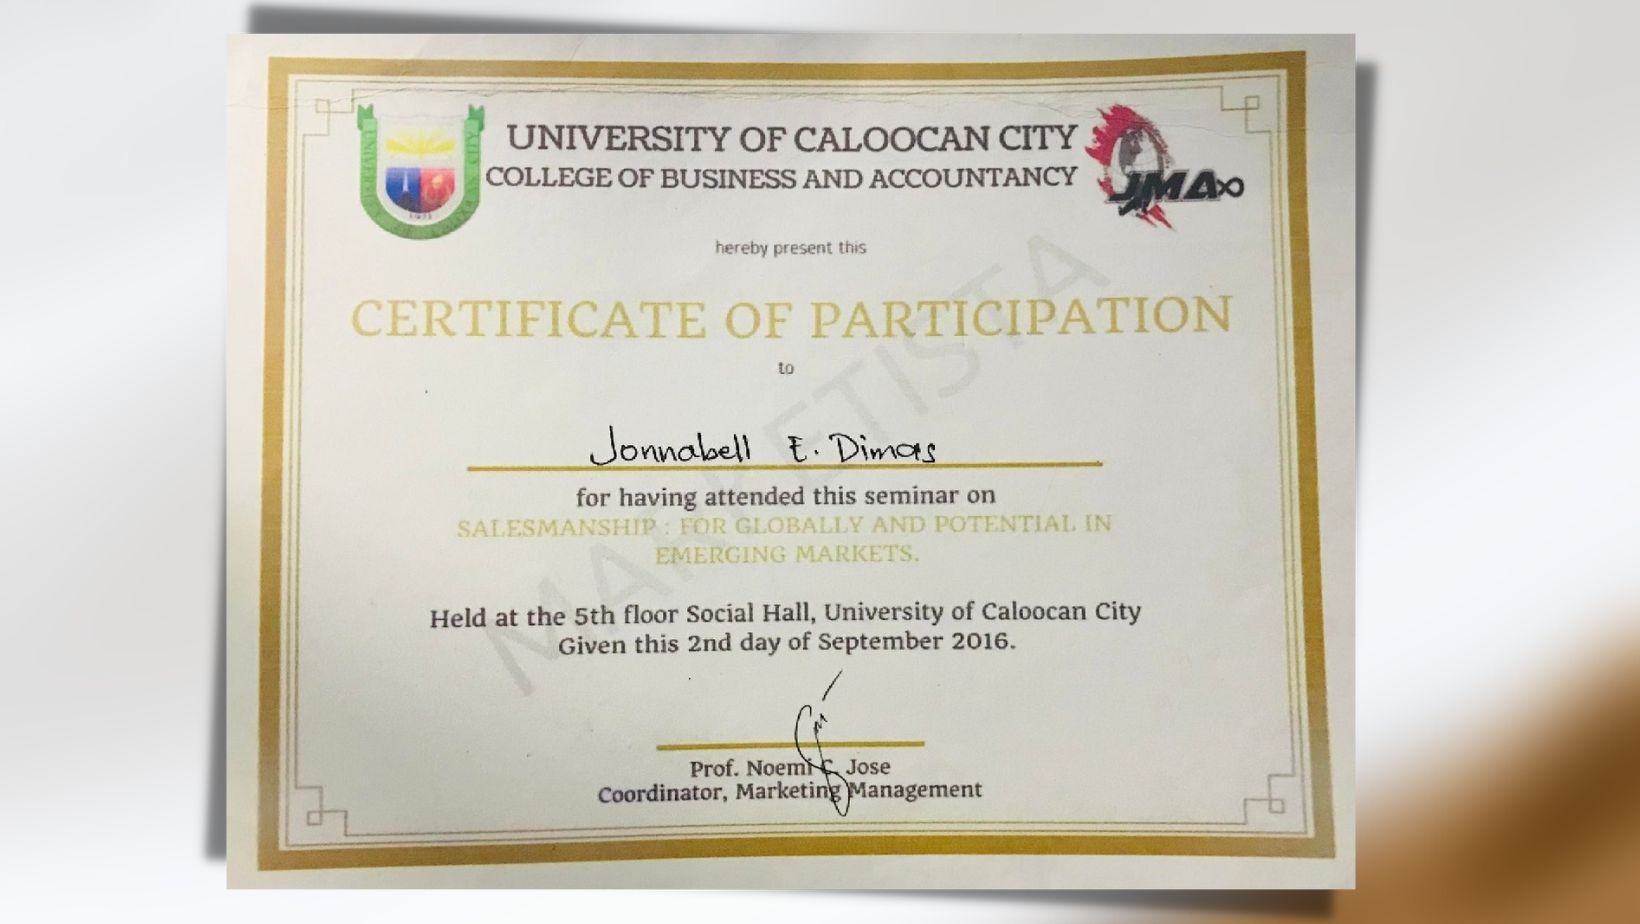 UNIVERSITY OF CALOOCAN CITY
COLLEGE OF BUSINESS AND ACCOUNTANCY
JMA
1971
hereby present this
CERTIFICATE OF PARTICIPATION
to
Jonnabell E. Dimas
for having attended this seminar on
SALESMANSHIP : FOR GLOBALLY AND POTENTIAL IN
EMERGING MARKETS.
MARKETISTA
Held at the 5th floor Social Hall, University of Caloocan City
Given this 2nd day of September 2016.
Prof. Noemi C. Jose
Coordinator, Marketing Management